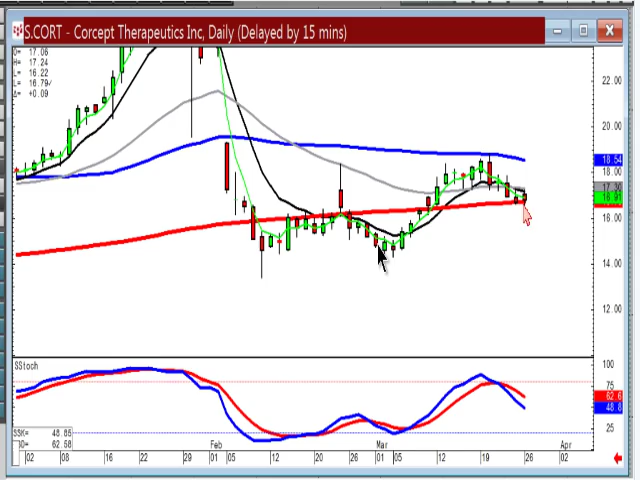 S.CORT - Corcept Therapeutics Inc, Daily (Delayed by 15 mins)
O= 17.06
H= 17.24
L= 16.22
L= 16.79
Δ= +0.09
22.00
20.00
18.54
18.00
16.00
14.00
12.00
SStoch
100
75
62.6
48.8
25
SSK= 48.85
62.58
Feb Mar Apr
02 08 16 22 29 01 05 12 20 26 01 05 12 19 26 02